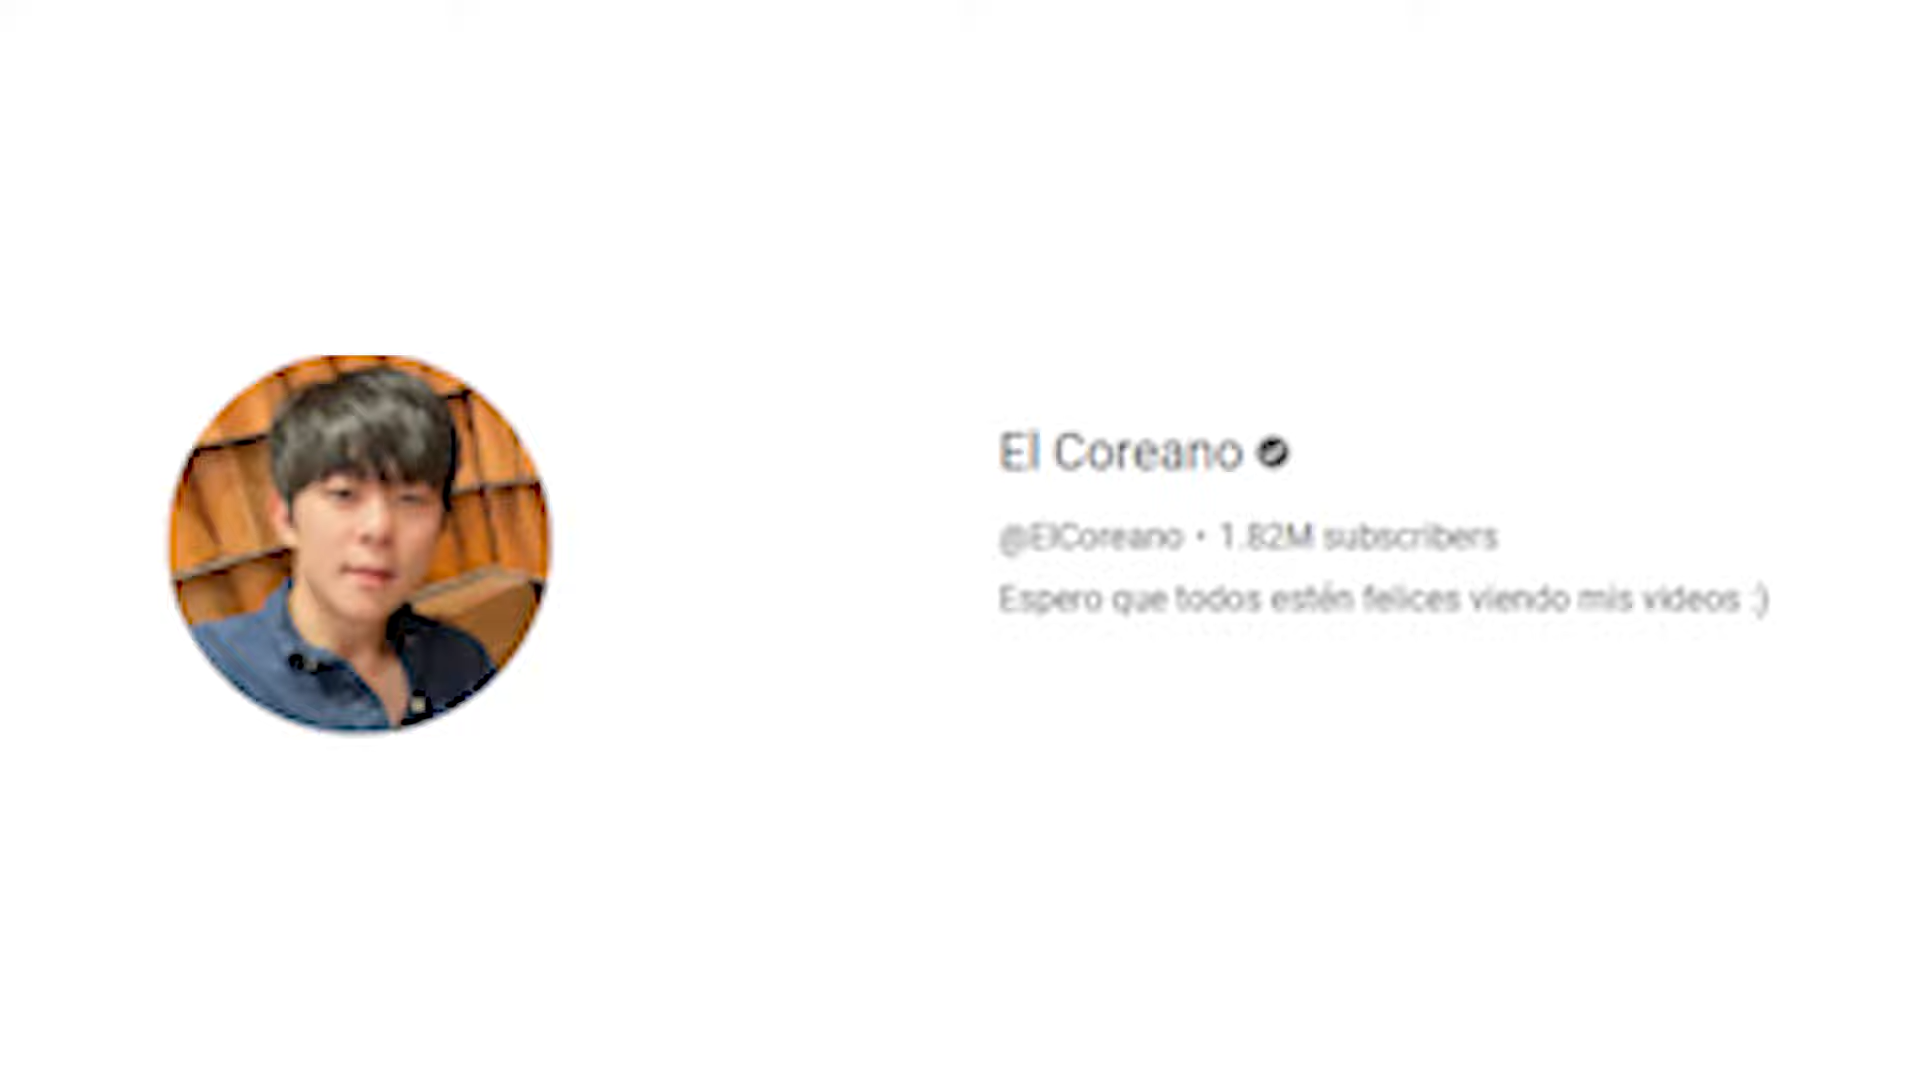 El Coreano
@ElCoreano • 1.82M subscribers
Espero que todos estén felices viendo mis videos :)